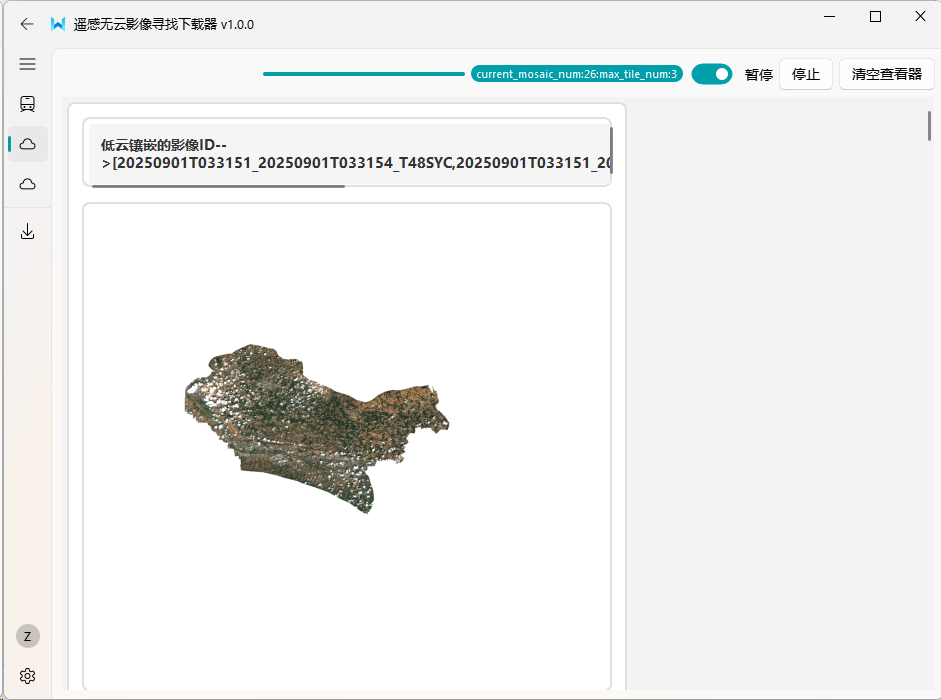 遥感无云影像寻找下载器 v1.0.0
current_mosaic_num:26:max_tile_num:3
暂停
停止
清空查看器
低云镶嵌的影像ID--
>[20250901T033151_20250901T033154_T48SYC,20250901T033151_20
Z